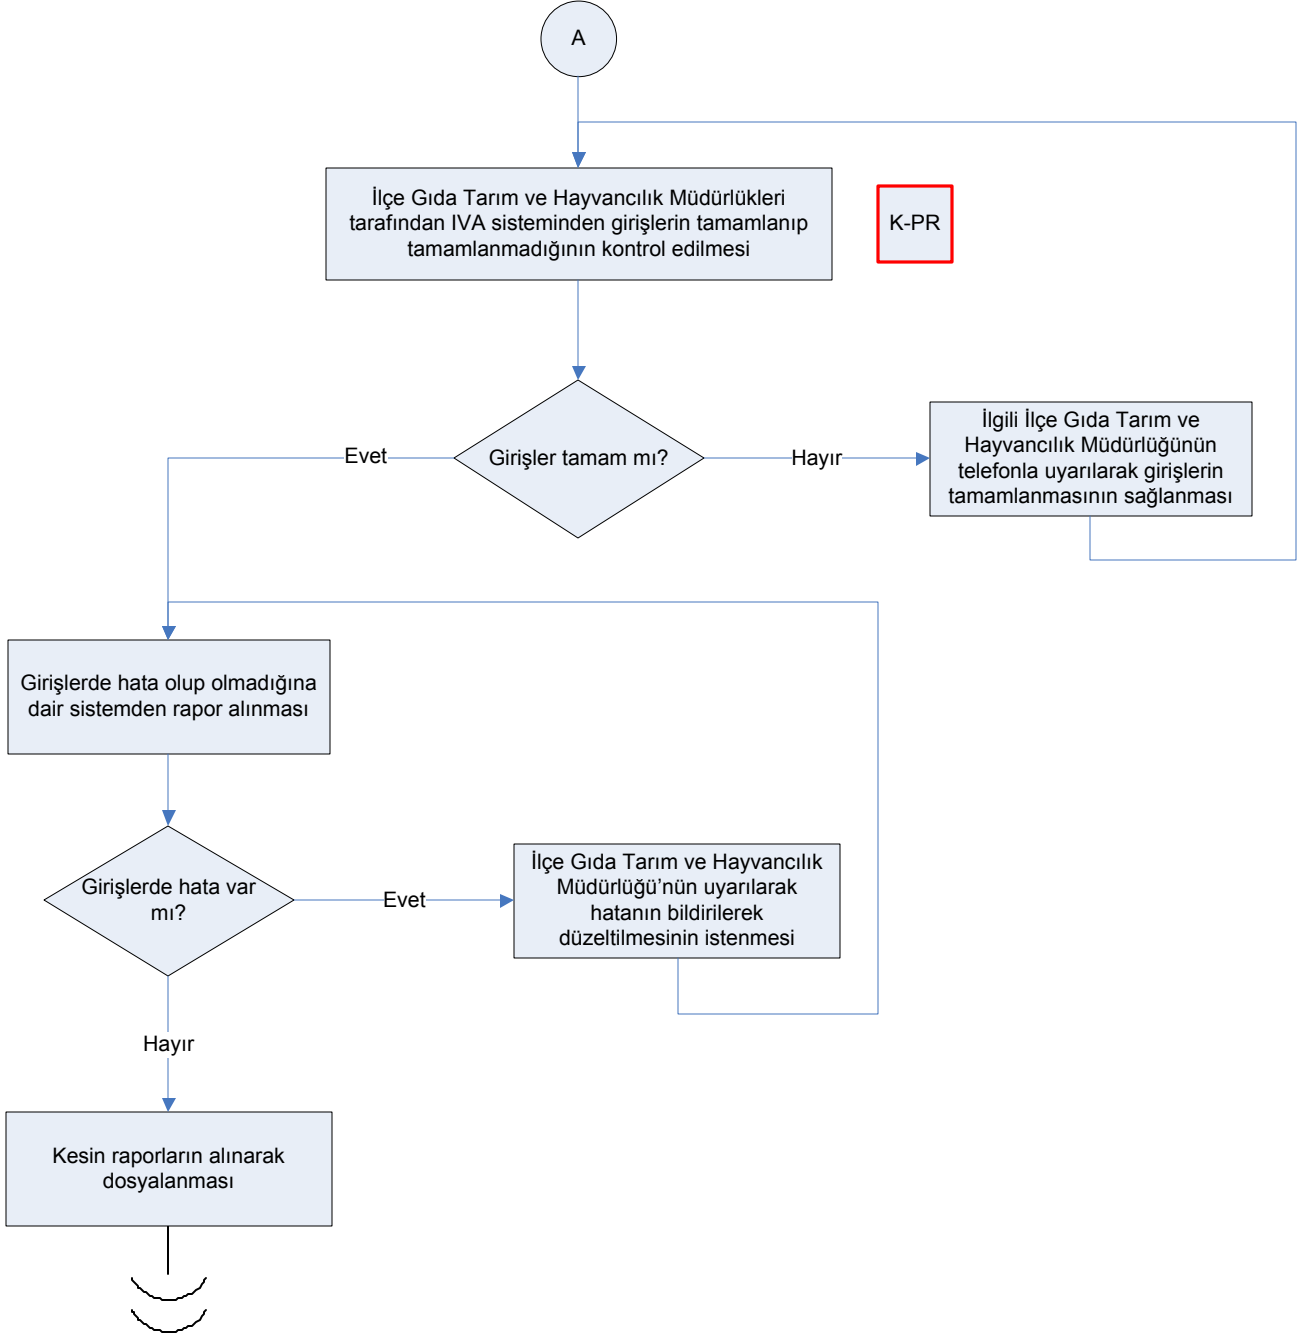 A
İlçe Gıda Tarım ve Hayvancılık Müdürlükleri
tarafından IVA sisteminden girişlerin tamamlanıp
tamamlanmadığının kontrol edilmesi
K-PR
Girişler tamam mı?
Evet
Hayır
İlgili İlçe Gıda Tarım ve
Hayvancılık Müdürlüğünün
telefonla uyarılarak girişlerin
tamamlanmasının sağlanması
Girişlerde hata olup olmadığına
dair sistemden rapor alınması
Girişlerde hata var
mı?
Evet
İlçe Gıda Tarım ve Hayvancılık
Müdürlüğü’nün uyarılarak
hatanın bildirilerek
düzeltilmesinin istenmesi
Hayır
Kesin raporların alınarak
dosyalanması